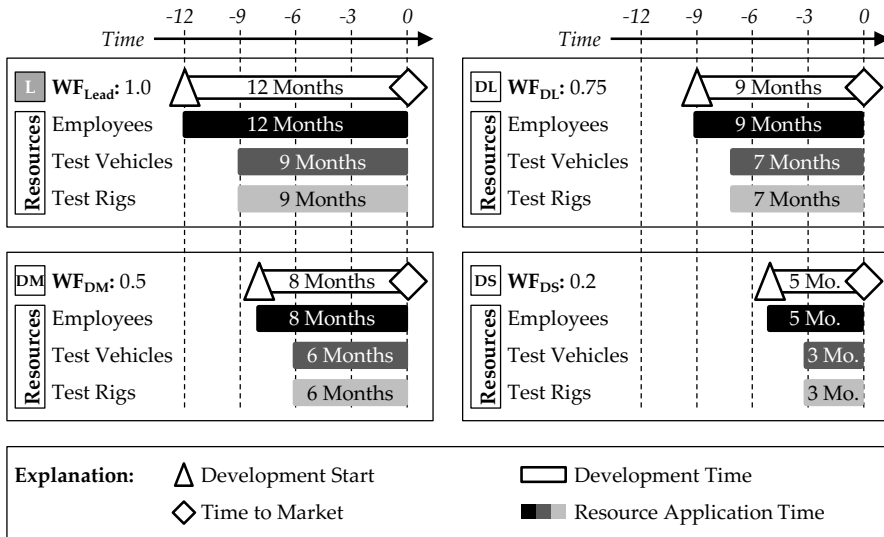 -12 -9 -6 -3 0
Time
L WF_Lead: 1.0 12 Months
Resources
Employees 12 Months
Test Vehicles 9 Months
Test Rigs 9 Months
-12 -9 -6 -3 0
Time
DL WF_DL: 0.75 9 Months
Resources
Employees 9 Months
Test Vehicles 7 Months
Test Rigs 7 Months
DM WF_DM: 0.5 8 Months
Resources
Employees 8 Months
Test Vehicles 6 Months
Test Rigs 6 Months
DS WF_DS: 0.2 5 Mo.
Resources
Employees 5 Mo.
Test Vehicles 3 Mo.
Test Rigs 3 Mo.
Explanation: Development Start Development Time
Time to Market Resource Application Time